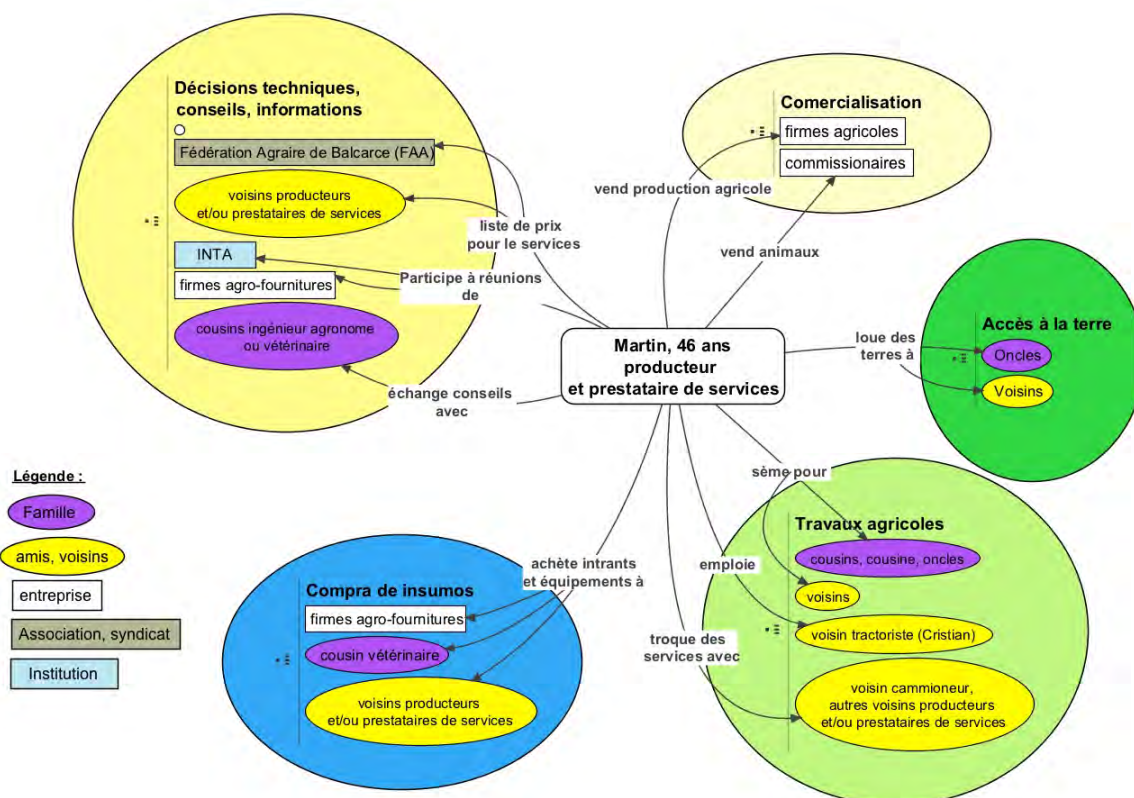 Décisions techniques,
conseils, informations
Fédération Agraire de Balcarce (FAA)
voisins producteurs
et/ou prestataires de services
INTA
firmes agro-fournitures
cousins ingénieur agronome
ou vétérinaire
liste de prix
pour le services
Participe à réunions
de
échange conseils
avec
Comercialisation
firmes agricoles
commissionaires
vend production agricole
vend animaux
Martin, 46 ans
producteur
et prestataire de services
loue des
terres à
Accès à la terre
Oncles
Voisins
Légende :
Famille
amis, voisins
entreprise
Association, syndicat
Institution
achète intrants
et équipements à
Compra de insumos
firmes agro-fournitures
cousin vétérinaire
voisins producteurs
et/ou prestataires de services
sème pour
emploie
troque des
services avec
Travaux agricoles
cousins, cousine, oncles
voisins
voisin tractoriste (Cristian)
voisin cammioneur,
autres voisins producteurs
et/ou prestataires de services